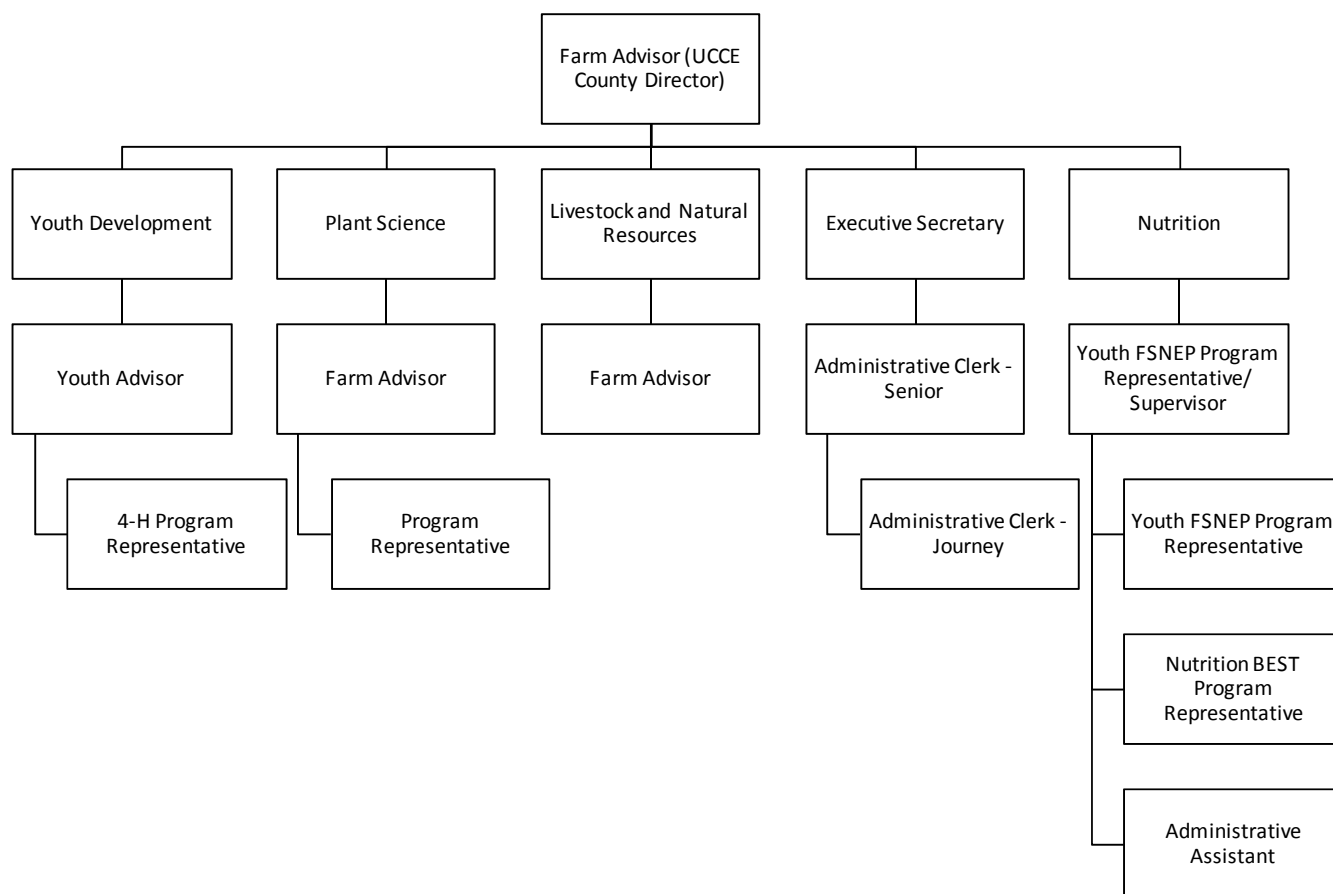 Farm Advisor (UCCE
County Director)
Youth Development
Plant Science
Livestock and Natural
Resources
Executive Secretary
Nutrition
Youth Advisor
Farm Advisor
Farm Advisor
Administrative Clerk -
Senior
Youth FSNEP Program
Representative/
Supervisor
4-H Program
Representative
Program
Representative
Administrative Clerk -
Journey
Youth FSNEP Program
Representative
Nutrition BEST
Program
Representative
Administrative
Assistant